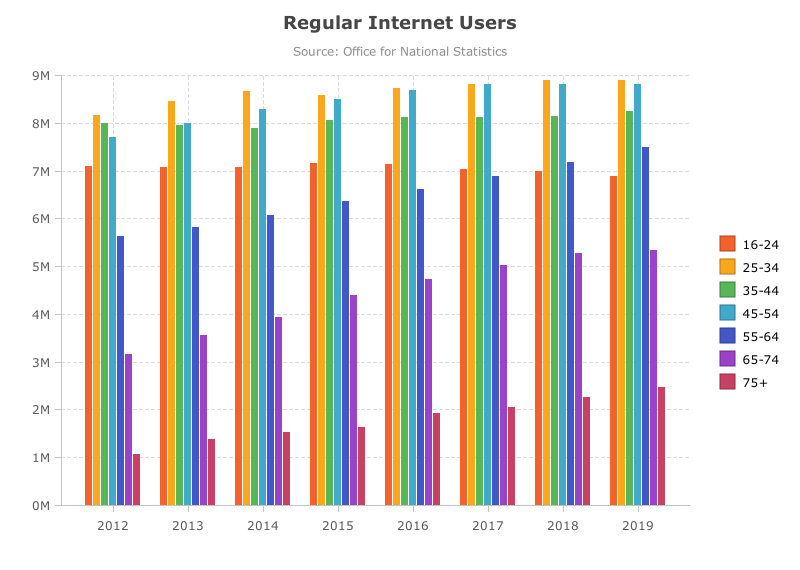 Regular Internet Users
Source: Office for National Statistics
9M
8M
7M
6M
5M
4M
3M
2M
1M
0M
2012 2013 2014 2015 2016 2017 2018 2019
16-24
25-34
35-44
45-54
55-64
65-74
75+